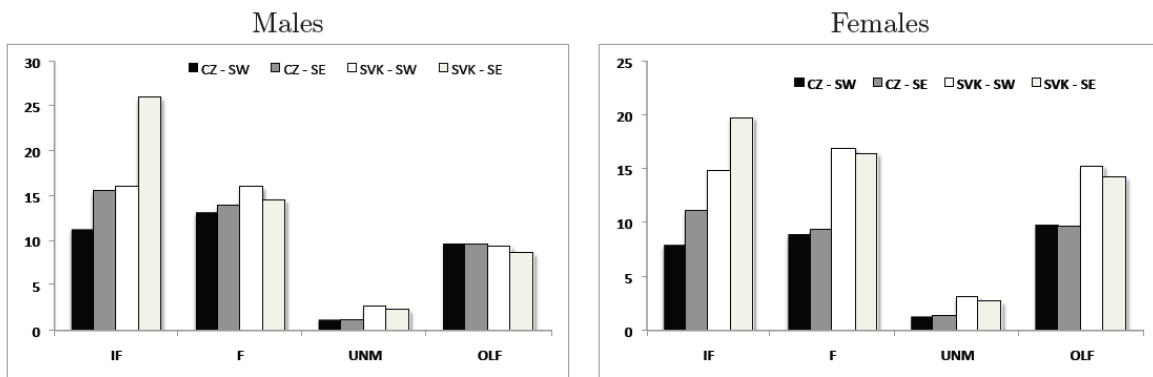 Males
30
25
20
15
10
5
0
CZ - SW CZ - SE SVK - SW SVK - SE
IF F UNM OLF
Females
25
20
15
10
5
0
CZ - SW CZ - SE SVK - SW SVK - SE
IF F UNM OLF